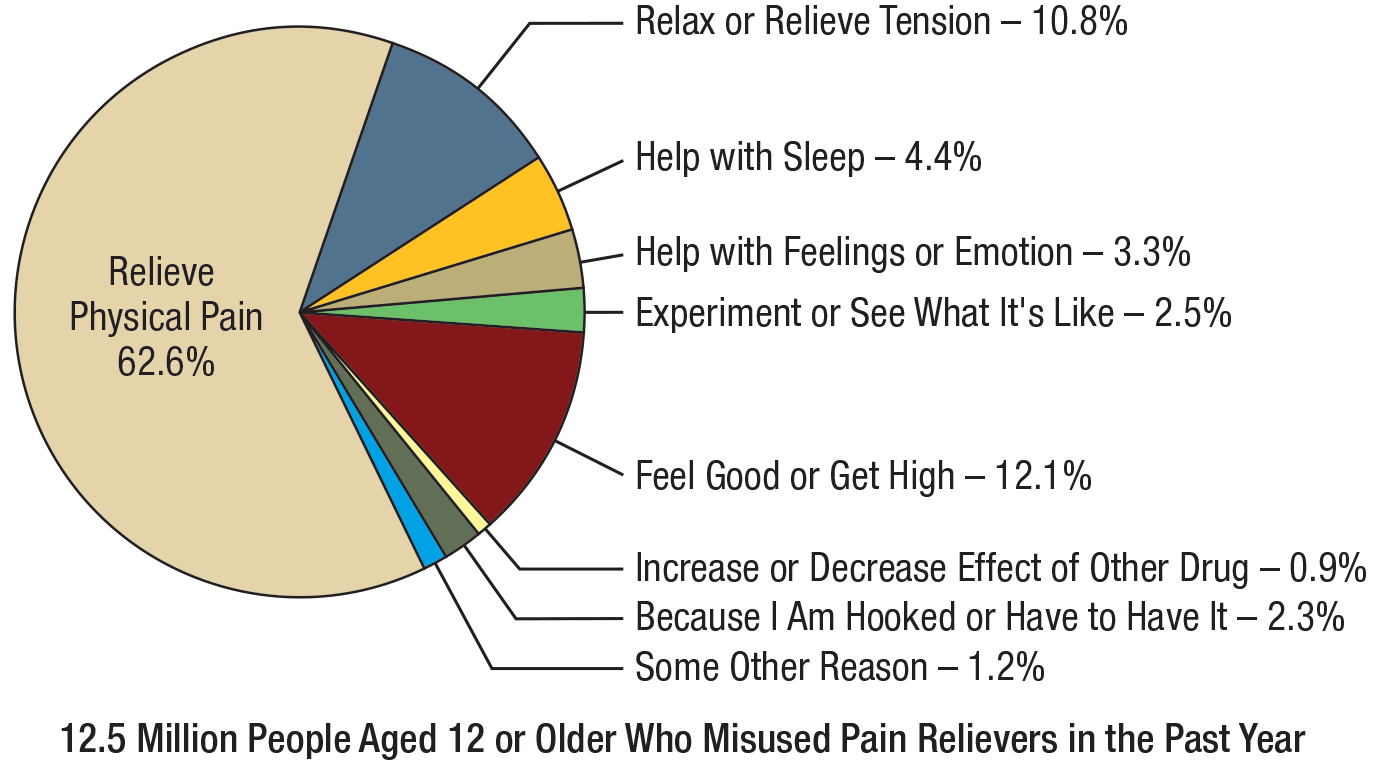 Relax or Relieve Tension – 10.8%
Help with Sleep – 4.4%
Help with Feelings or Emotion – 3.3%
Relieve
Physical Pain
62.6%
Experiment or See What It's Like – 2.5%
Feel Good or Get High – 12.1%
Increase or Decrease Effect of Other Drug – 0.9%
Because I Am Hooked or Have to Have It – 2.3%
Some Other Reason – 1.2%
12.5 Million People Aged 12 or Older Who Misused Pain Relievers in the Past Year